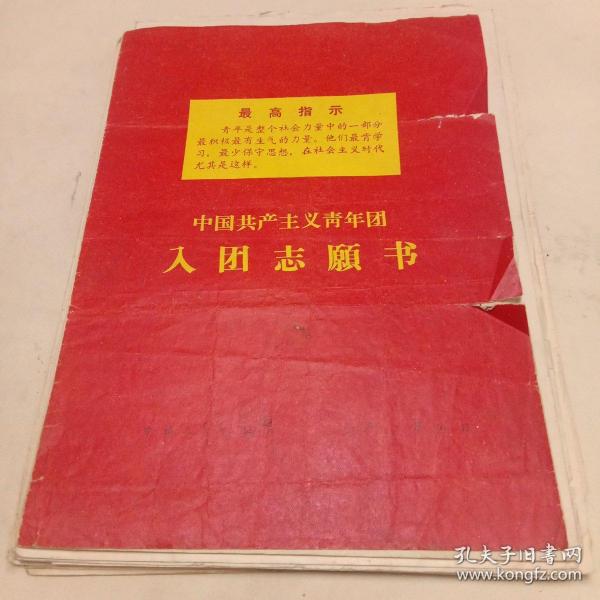 最高指示
青年是整个社会力量中的一部分
最积极最有生气的力量。他们最肯学
习，最少保守思想，在社会主义时代
尤其是这样。
中国共产主义靑年团
入团志願书
孔夫子旧书网
www.kongfz.com